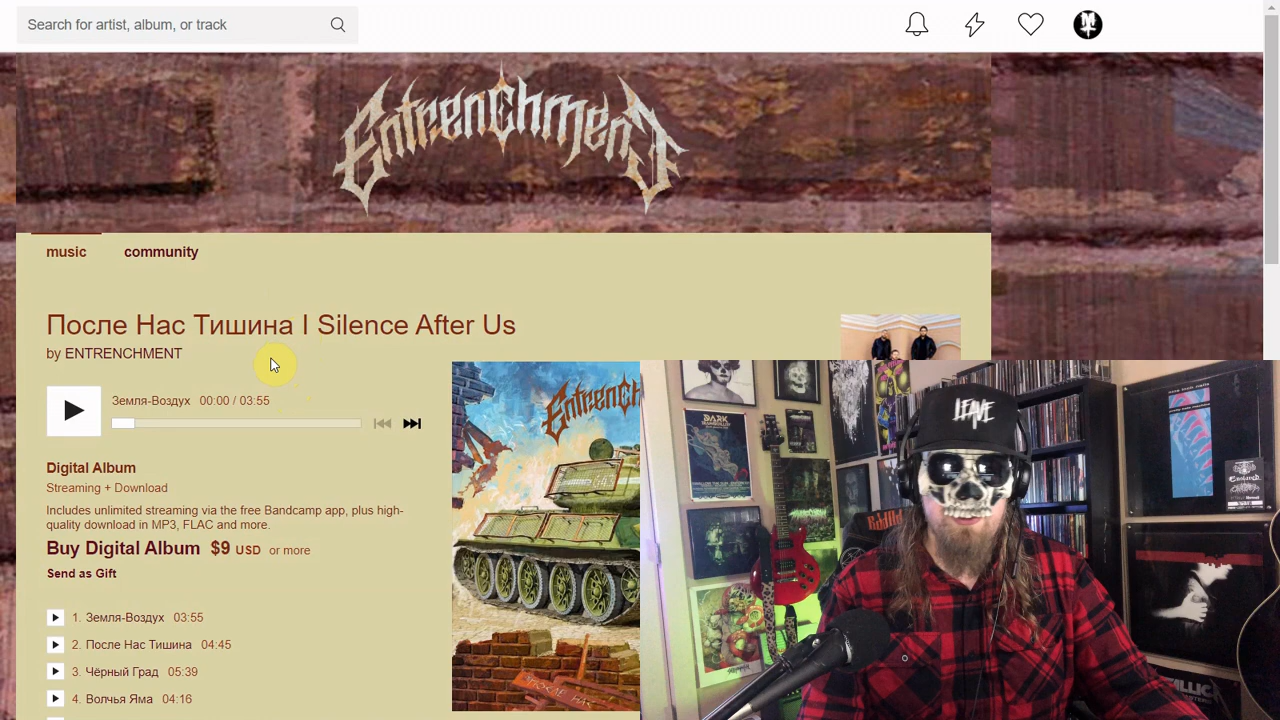 Search for artist, album, or track
Entrenchment
music
community
После Нас Тишина I Silence After Us
by ENTRENCHMENT
Земля-Воздух 00:00 / 03:55
Digital Album
Streaming + Download
Includes unlimited streaming via the free Bandcamp app, plus high-
quality download in MP3, FLAC and more.
Buy Digital Album $9 USD or more
Send as Gift
1. Земля-Воздух 03:55
2. После Нас Тишина 04:45
3. Чёрный Град 05:39
4. Волчья Яма 04:16
Entrench
DARK
LEAVE
METALLIC